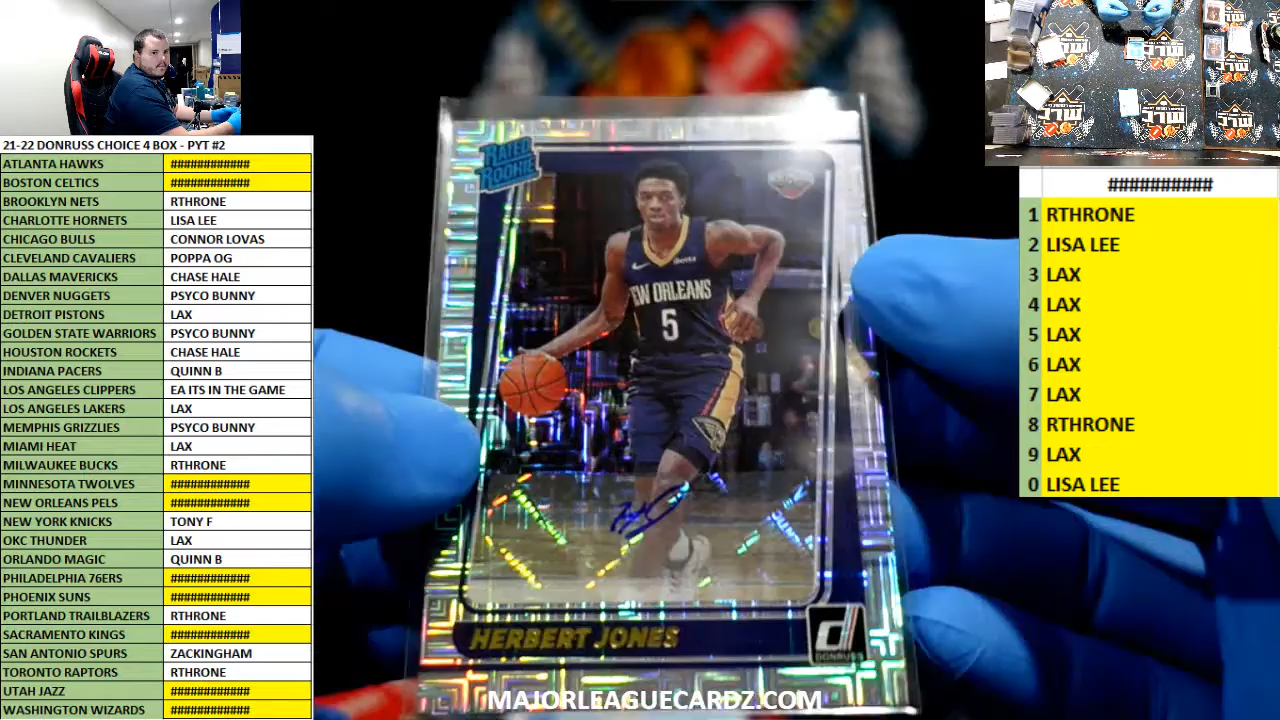 21-22 DONRUSS CHOICE 4 BOX - PYT #2
ATLANTA HAWKS ############
BOSTON CELTICS ############
BROOKLYN NETS RTHRONE
CHARLOTTE HORNETS LISA LEE
CHICAGO BULLS CONNOR LOVAS
CLEVELAND CAVALIERS POPPA OG
DALLAS MAVERICKS CHASE HALE
DENVER NUGGETS PSYCO BUNNY
DETROIT PISTONS LAX
GOLDEN STATE WARRIORS PSYCO BUNNY
HOUSTON ROCKETS CHASE HALE
INDIANA PACERS QUINN B
LOS ANGELES CLIPPERS EA ITS IN THE GAME
LOS ANGELES LAKERS LAX
MEMPHIS GRIZZLIES PSYCO BUNNY
MIAMI HEAT LAX
MILWAUKEE BUCKS RTHRONE
MINNESOTA TWOLVES ############
NEW ORLEANS PELS ############
NEW YORK KNICKS TONY F
OKC THUNDER LAX
ORLANDO MAGIC QUINN B
PHILADELPHIA 76ERS ############
PHOENIX SUNS ############
PORTLAND TRAILBLAZERS RTHRONE
SACRAMENTO KINGS ############
SAN ANTONIO SPURS ZACKINGHAM
TORONTO RAPTORS RTHRONE
UTAH JAZZ ############
WASHINGTON WIZARDS ############
RATED
ROOKIE
NEW ORLEANS
5
HERBERT JONES
DONRUSS
MAJORLEAGUECARDZ.COM
MLC
MLC
MLC
MLC
##########
1 RTHRONE
2 LISA LEE
3 LAX
4 LAX
5 LAX
6 LAX
7 LAX
8 RTHRONE
9 LAX
0 LISA LEE